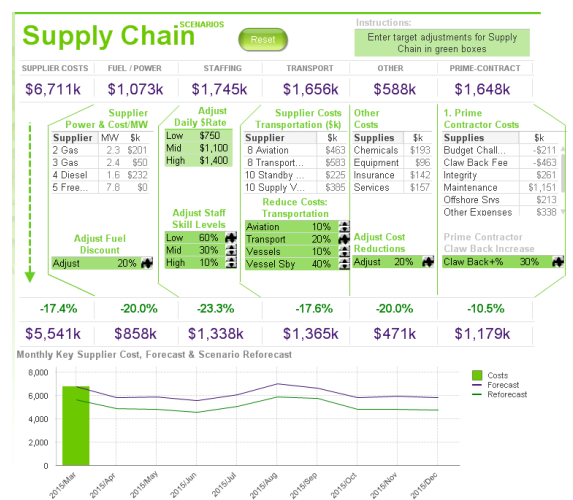 Supply Chain SCENARIOS
Reset
Instructions:
Enter target adjustments for Supply
Chain in green boxes
SUPPLIER COSTS FUEL / POWER STAFFING TRANSPORT OTHER PRIME-CONTRACT
$6,711k $1,073k $1,745k $1,656k $588k $1,648k
Supplier
Power & Cost/MW
Supplier MW $k
2 Gas 2.3 $201
3 Gas 2.4 $50
4 Diesel 1.6 $232
5 Free... 7.8 $0
Adjust Fuel
Discount
Adjust 20%
Adjust
Daily $Rate
Low $750
Mid $1,100
High $1,400
Adjust Staff
Skill Levels
Low 60%
Mid 30%
High 10%
Supplier Costs
Transportation ($k)
Supplier $k
8 Aviation $463
8 Transport... $583
10 Standby ... $225
10 Supply V... $385
Reduce Costs:
Transportation
Aviation 10%
Transport 20%
Vessels 10%
Vessel Sby 40%
Other
Costs
Supplies $k
Chemicals $193
Equipment $96
Insurance $142
Services $157
Adjust Cost
Reductions
Adjust 20%
1. Prime
Contractor Costs
Supplies $k
Budget Chall... -$211
Claw Back Fee -$463
Integrity $261
Maintenance $1,151
Offshore Srvs $213
Other Expenses $338
Prime Contractor
Claw Back Increase
Claw Back+% 30%
-17.4% -20.0% -23.3% -17.6% -20.0% -10.5%
$5,541k $858k $1,338k $1,365k $471k $1,179k
Monthly Key Supplier Cost, Forecast & Scenario Reforecast
8,000
6,000
4,000
2,000
0
2015/Mar 2015/Apr 2015/May 2015/Jun 2015/Jul 2015/Aug 2015/Sep 2015/Oct 2015/Nov 2015/Dec
Costs
Forecast
Reforecast